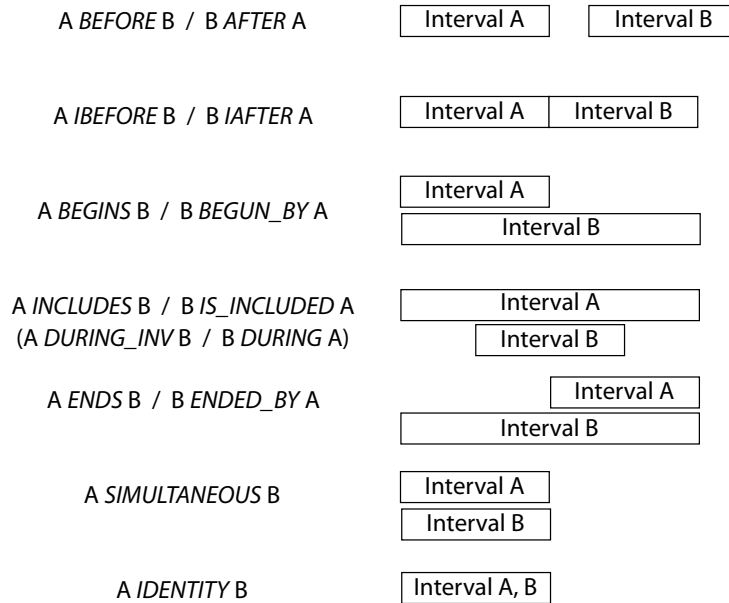 A BEFORE B / B AFTER A Interval A Interval B
A IBEFORE B / B IAFTER A Interval A Interval B
A BEGINS B / B BEGUN_BY A Interval A
Interval B
A INCLUDES B / B IS_INCLUDED A Interval A
(A DURING_INV B / B DURING A) Interval B
A ENDS B / B ENDED_BY A Interval A
Interval B
A SIMULTANEOUS B Interval A
Interval B
A IDENTITY B Interval A, B